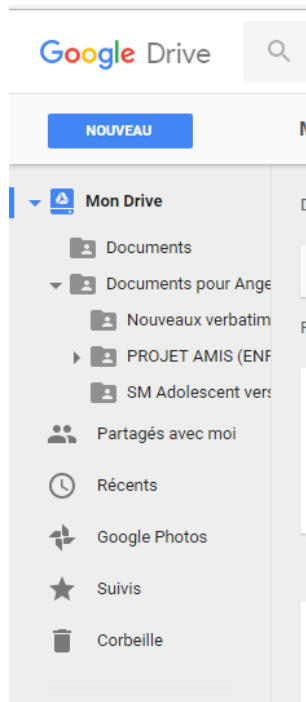 Google Drive
NOUVEAU
Mon Drive
Documents
Documents pour Ange
Nouveaux verbatim
PROJET AMIS (ENF
SM Adolescent vers
Partagés avec moi
Récents
Google Photos
Suivis
Corbeille